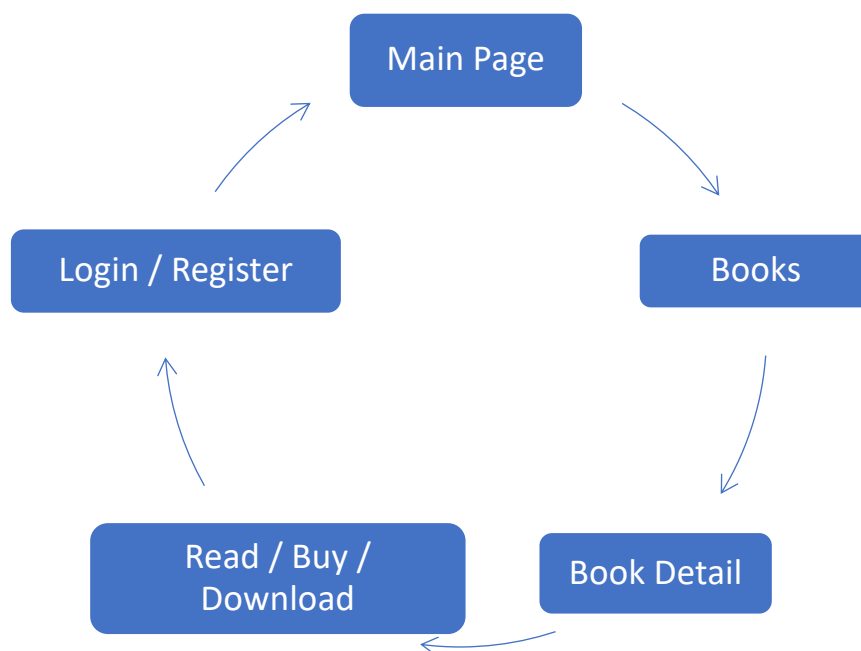 Main Page
Books
Book Detail
Read / Buy /
Download
Login / Register